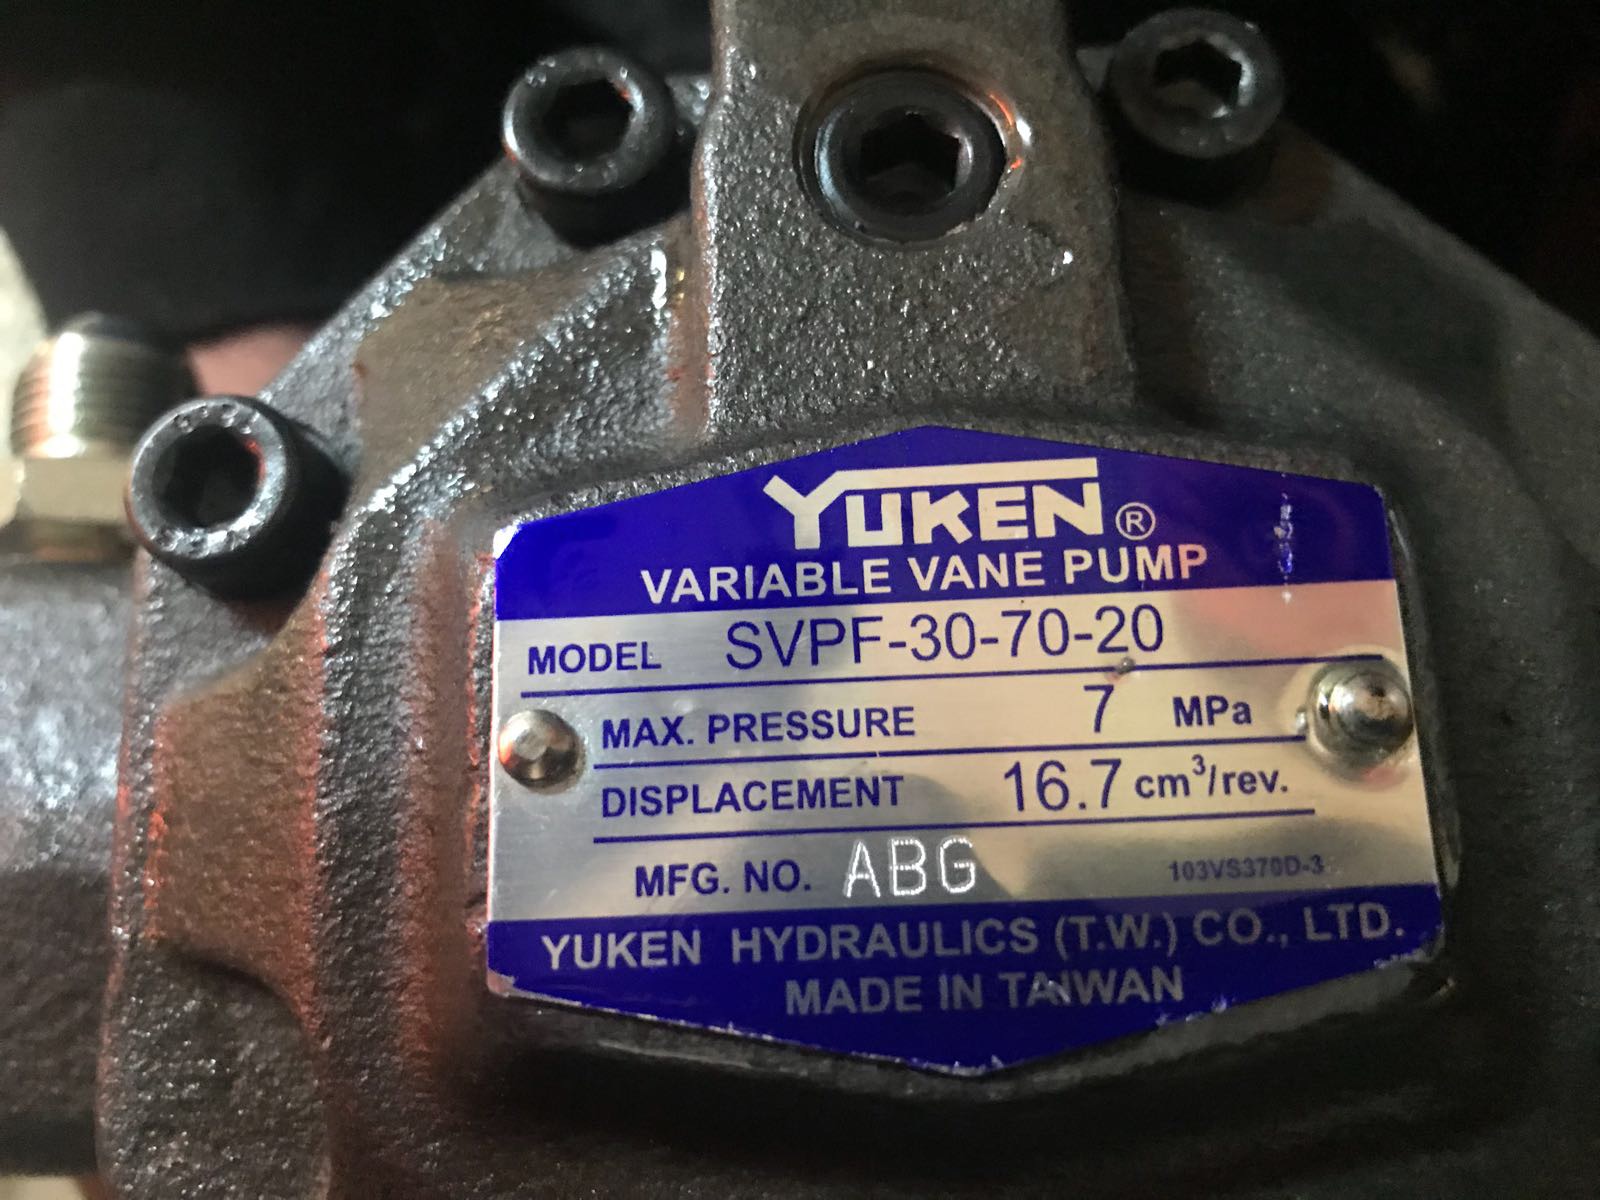 YUKEN®
VARIABLE VANE PUMP
MODEL SVPF-30-70-20
MAX. PRESSURE 7 MPa
DISPLACEMENT 16.7 cm³/rev.
MFG. NO. ABG 103VS370D-3
YUKEN HYDRAULICS (T.W.) CO., LTD.
MADE IN TAIWAN